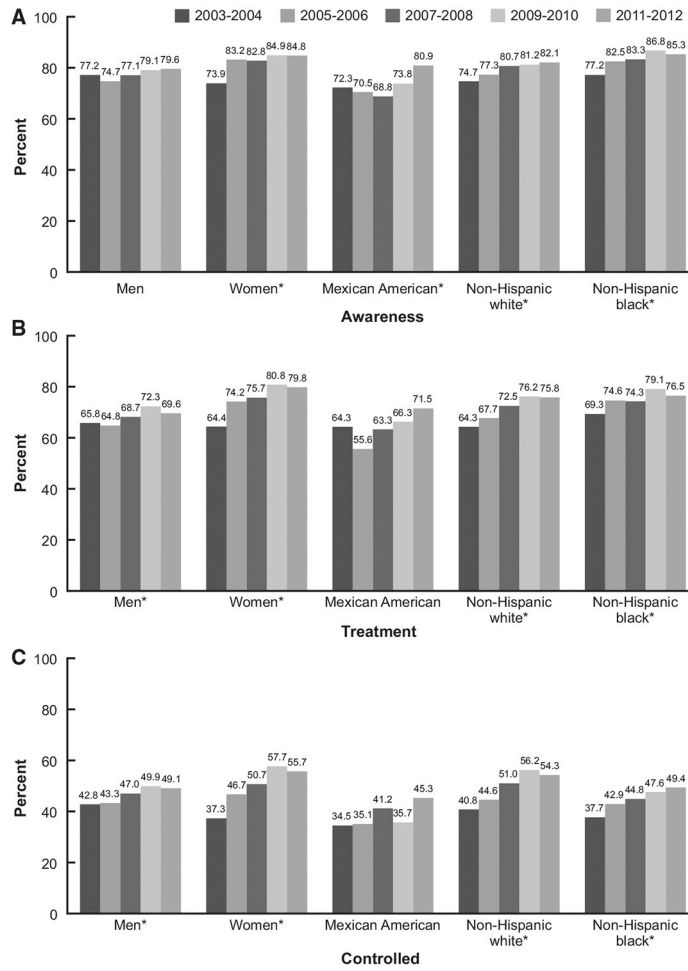 A
100
2003-2004 2005-2006 2007-2008 2009-2010 2011-2012
80
60
40
20
0
Percent
77.2 74.7 77.1 79.1 79.6
73.9 83.2 82.8 84.9 84.8
72.3 70.5 68.8 73.8 80.9
74.7 77.3 80.7 81.2 82.1
77.2 82.5 83.3 86.8 85.3
Men Women* Mexican American* Non-Hispanic white* Non-Hispanic black*
Awareness
B
100
80
60
40
20
0
Percent
65.8 64.8 68.7 72.3 69.6
64.4 74.2 75.7 80.8 79.8
64.3 55.6 63.3 66.3 71.5
64.3 67.7 72.5 76.2 75.8
69.3 74.6 74.3 79.1 76.5
Men* Women* Mexican American Non-Hispanic white* Non-Hispanic black*
Treatment
C
100
80
60
40
20
0
Percent
42.8 43.3 47.0 49.9 49.1
37.3 46.7 50.7 57.7 55.7
34.5 35.1 41.2 35.7 45.3
40.8 44.6 51.0 56.2 54.3
37.7 42.9 44.8 47.6 49.4
Men* Women* Mexican American Non-Hispanic white* Non-Hispanic black*
Controlled